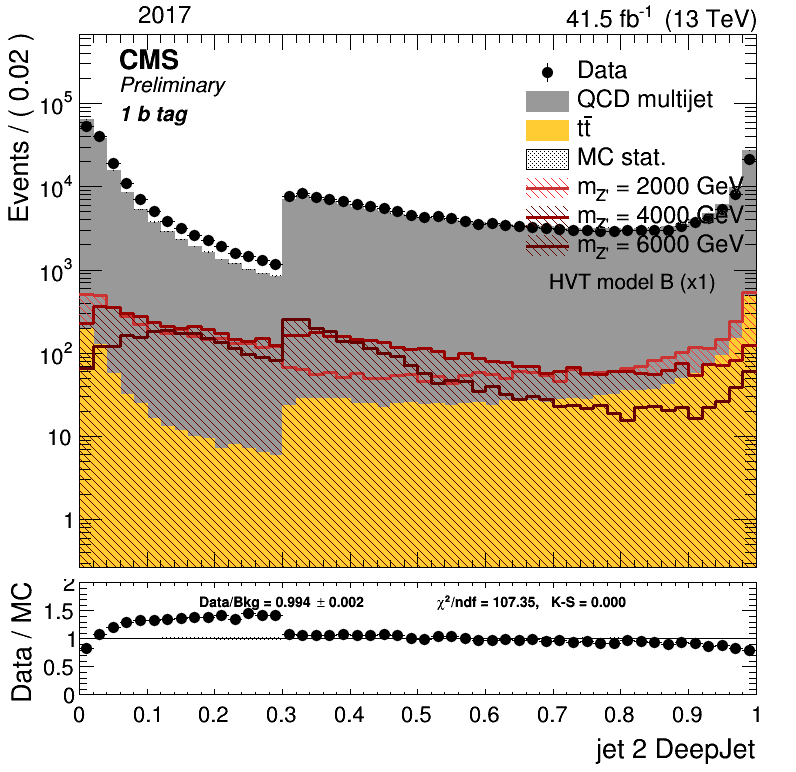 2017
41.5 fb⁻¹ (13 TeV)
Events / ( 0.02 )
CMS
Preliminary
1 b tag
Data
QCD multijet
tt̄
MC stat.
m_Z' = 2000 GeV
m_Z' = 4000 GeV
m_Z' = 6000 GeV
HVT model B (x1)
10⁵
10⁴
10³
10²
10
1
Data / MC
2
1.5
1
0.5
0
Data/Bkg = 0.994 ± 0.002
χ²/ndf = 107.35, K-S = 0.000
0 0.1 0.2 0.3 0.4 0.5 0.6 0.7 0.8 0.9 1
jet 2 DeepJet